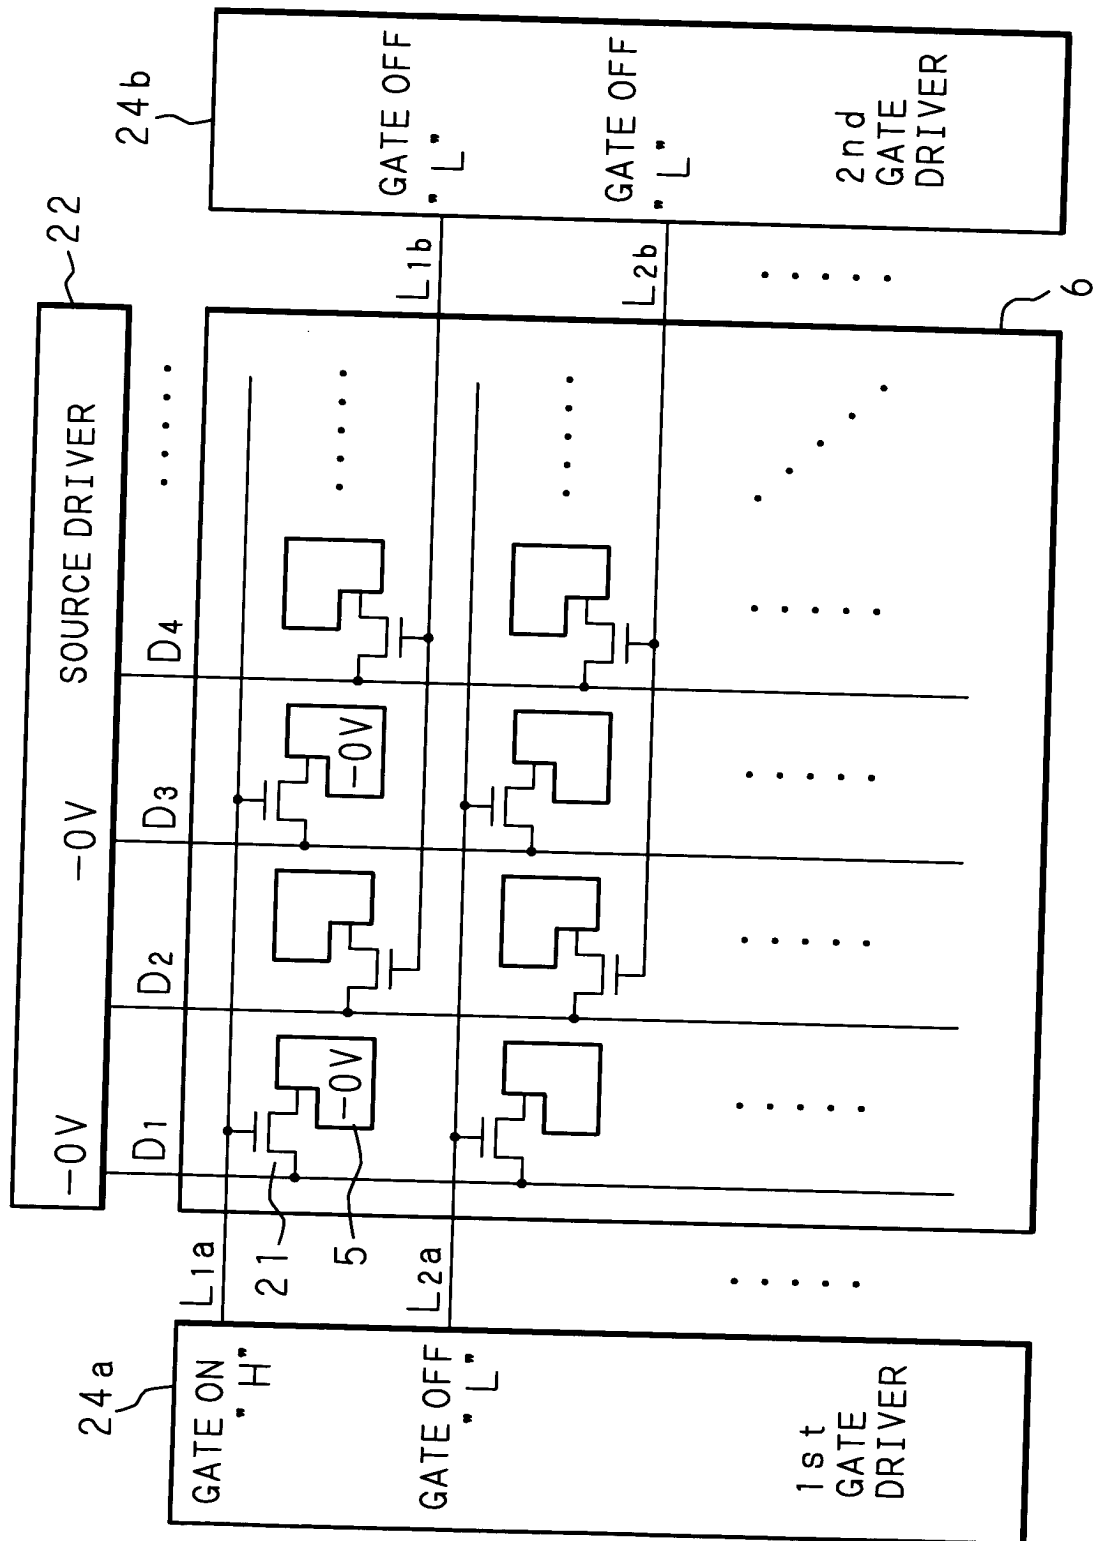 22
SOURCE DRIVER
-0V
-0V
D1
D2
D3
D4
24a
GATE ON
"H"
GATE OFF
"L"
1st
GATE
DRIVER
L1a
L2a
21
5
-0V
-0V
6
L1b
L2b
24b
GATE OFF
"L"
GATE OFF
"L"
2nd
GATE
DRIVER